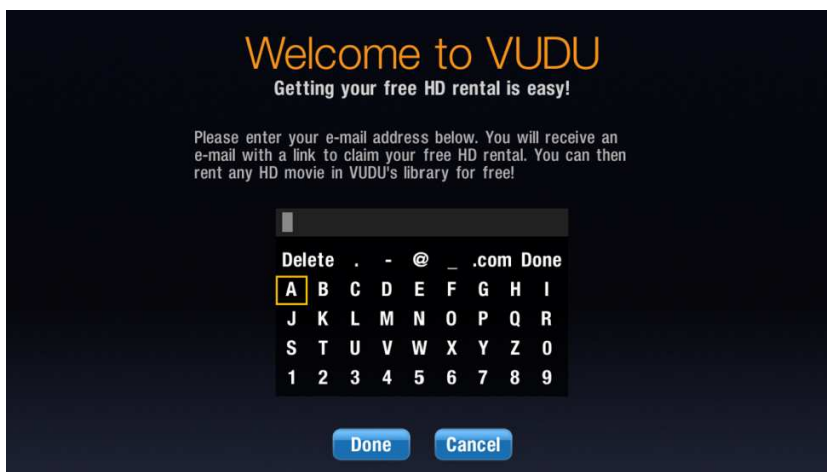 Welcome to VUDU
Getting your free HD rental is easy!
Please enter your e-mail address below. You will receive an
e-mail with a link to claim your free HD rental. You can then
rent any HD movie in VUDU's library for free!
Delete . - @ _ .com Done
A B C D E F G H I
J K L M N O P Q R
S T U V W X Y Z 0
1 2 3 4 5 6 7 8 9
Done Cancel